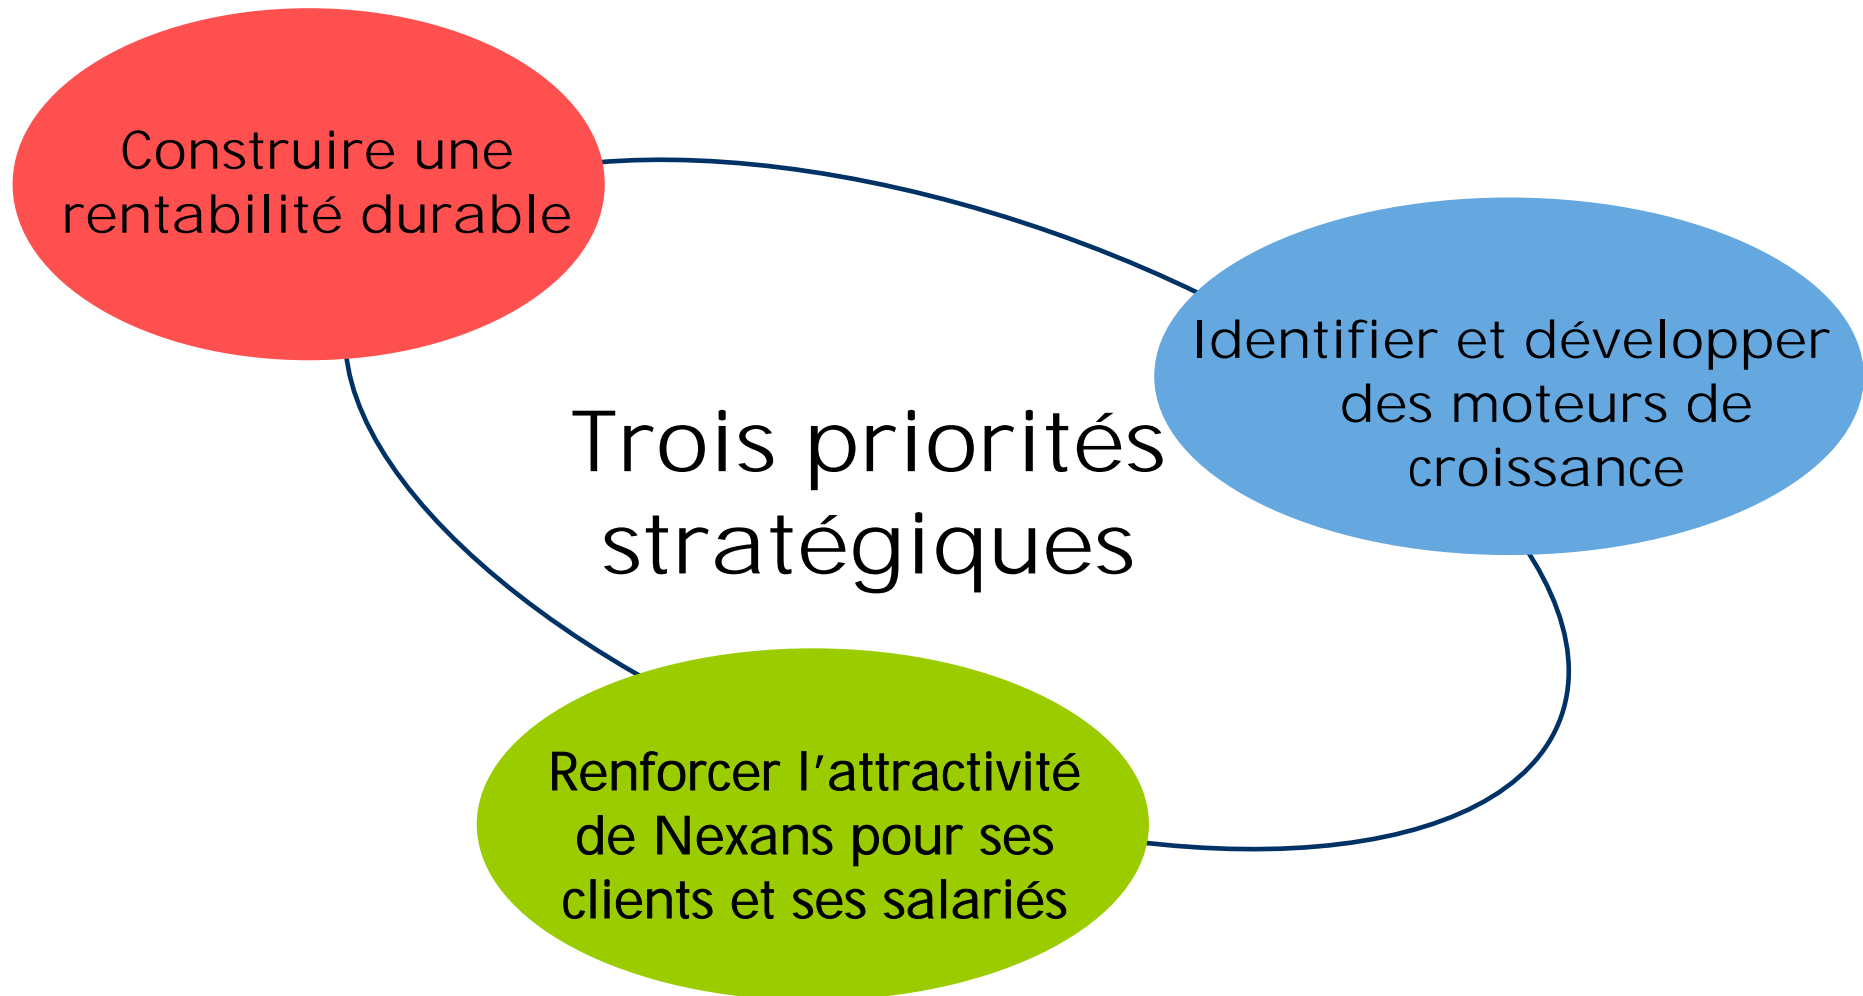 Construire une
rentabilité durable
Identifier et développer
des moteurs de
croissance
Trois priorités
stratégiques
Renforcer l’attractivité
de Nexans pour ses
clients et ses salariés